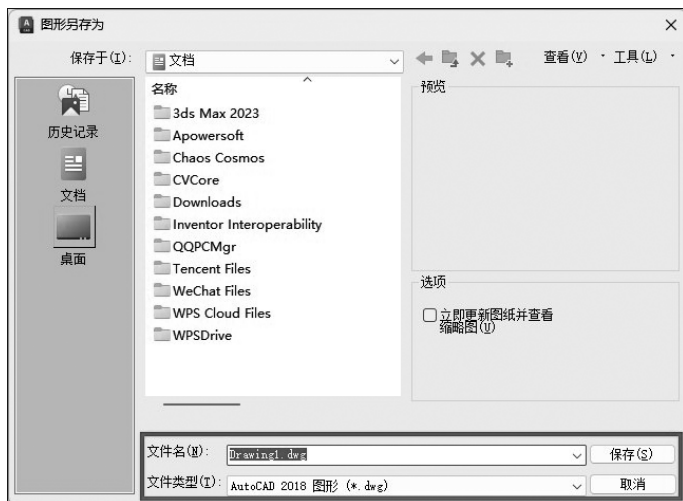 图形另存为
保存于(I):
文档
查看(V)
工具(L)
历史记录
文档
桌面
名称
3ds Max 2023
Apowersoft
Chaos Cosmos
CVCore
Downloads
Inventor Interoperability
QQPCMgr
Tencent Files
WeChat Files
WPS Cloud Files
WPSDrive
预览
选项
立即更新图纸并查看
缩略图(U)
文件名(N):
Drawing1.dwg
保存(S)
文件类型(T):
AutoCAD 2018 图形 (*.dwg)
取消